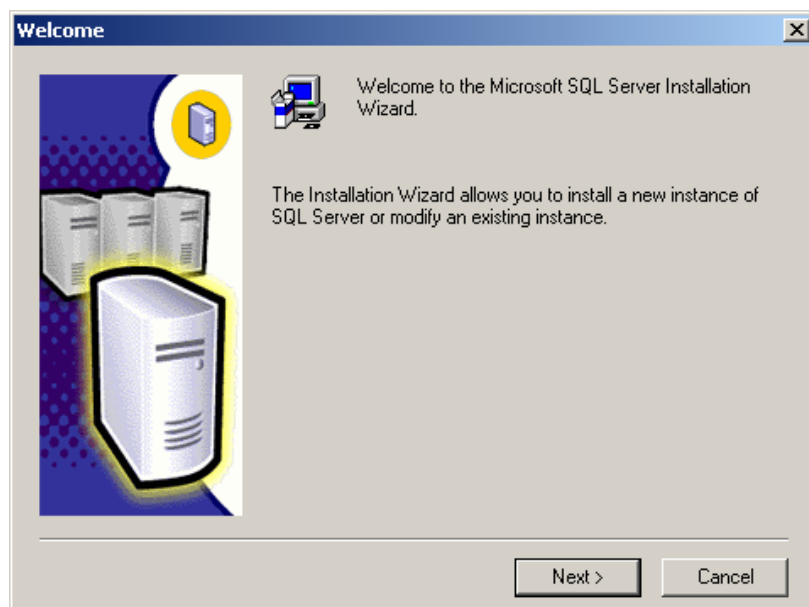 Welcome
Welcome to the Microsoft SQL Server Installation
Wizard.
The Installation Wizard allows you to install a new instance of
SQL Server or modify an existing instance.
Next >
Cancel